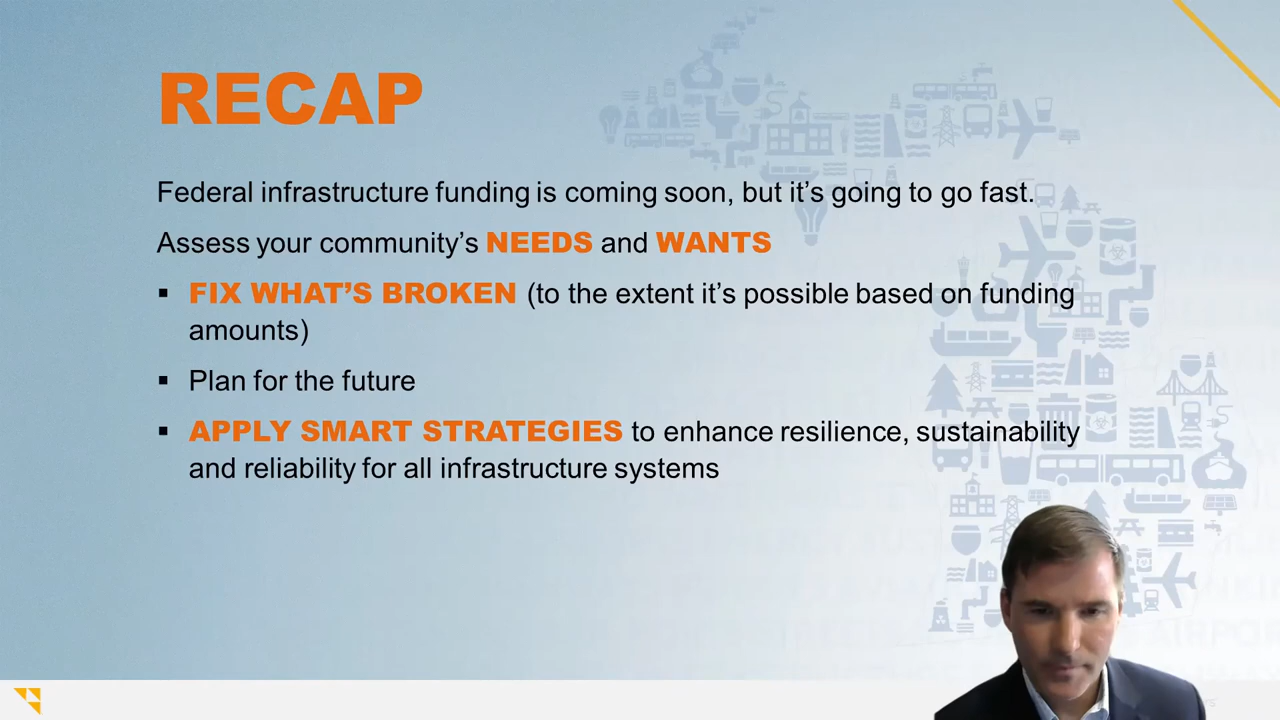 RECAP
Federal infrastructure funding is coming soon, but it’s going to go fast.
Assess your community’s NEEDS and WANTS
▪ FIX WHAT’S BROKEN (to the extent it’s possible based on funding
amounts)
▪ Plan for the future
▪ APPLY SMART STRATEGIES to enhance resilience, sustainability
and reliability for all infrastructure systems